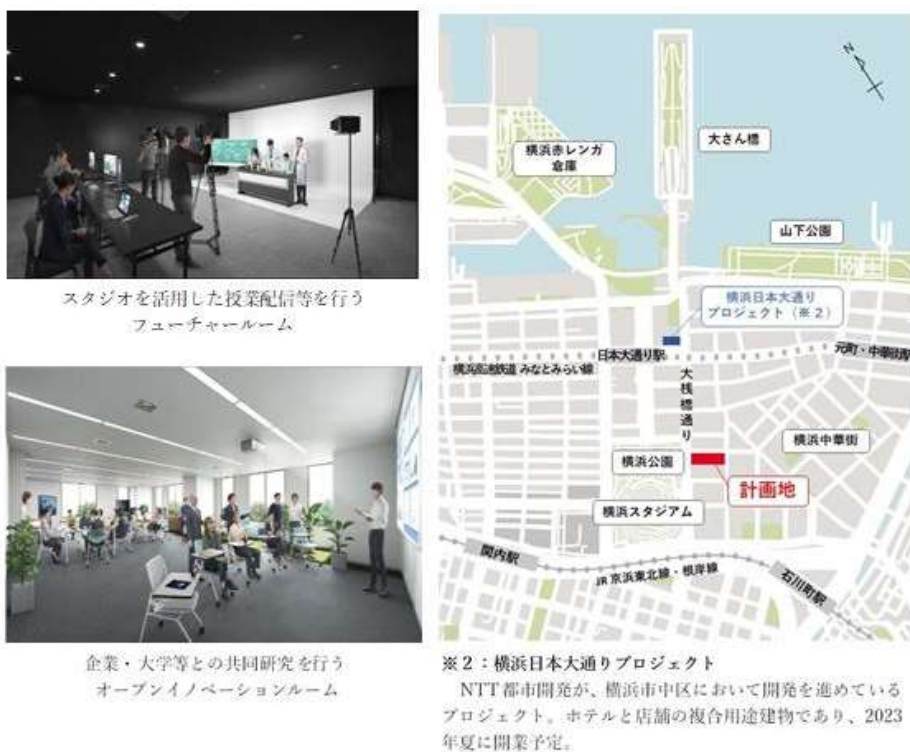 スタジオを活用した授業配信等を行う
フューチャールーム
企業・大学等との共同研究を行う
オープンイノベーションルーム
N
大さん橋
横浜赤レンガ
倉庫
山下公園
横浜日本大通り
プロジェクト（※２）
日本大通り駅
元町・中華街駅
横浜高速鉄道 みなとみらい線
大桟橋通り
横浜中華街
横浜公園
計画地
横浜スタジアム
関内駅
JR 京浜東北線・根岸線
石川町駅
※２：横浜日本大通りプロジェクト
NTT都市開発が、横浜市中区において開発を進めている
プロジェクト。ホテルと店舗の複合用途建物であり、2023
年夏に開業予定。